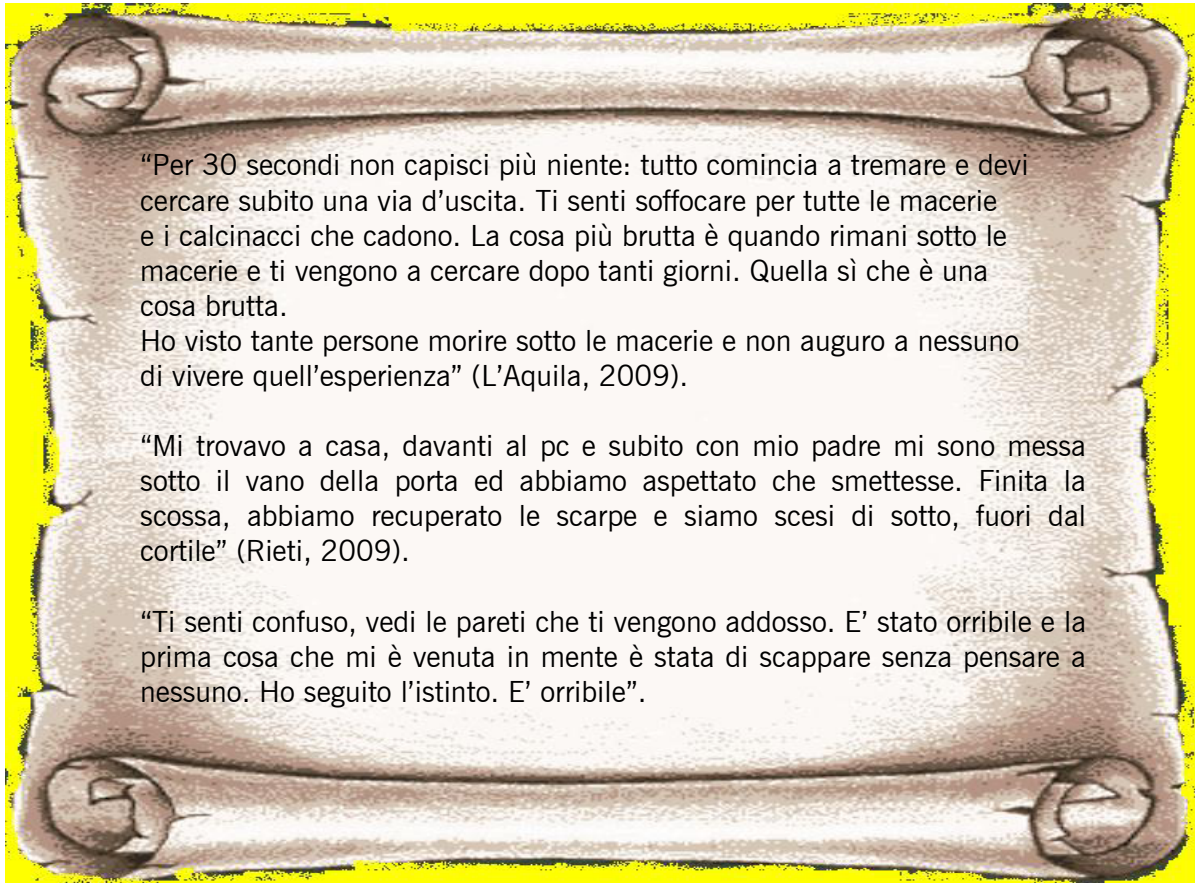 “Per 30 secondi non capisci più niente: tutto comincia a tremare e devi
cercare subito una via d’uscita. Ti senti soffocare per tutte le macerie
e i calcinacci che cadono. La cosa più brutta è quando rimani sotto le
macerie e ti vengono a cercare dopo tanti giorni. Quella sì che è una
cosa brutta.
Ho visto tante persone morire sotto le macerie e non auguro a nessuno
di vivere quell’esperienza” (L’Aquila, 2009).
“Mi trovavo a casa, davanti al pc e subito con mio padre mi sono messa
sotto il vano della porta ed abbiamo aspettato che smettesse. Finita la
scossa, abbiamo recuperato le scarpe e siamo scesi di sotto, fuori dal
cortile” (Rieti, 2009).
“Ti senti confuso, vedi le pareti che ti vengono addosso. E’ stato orribile e la
prima cosa che mi è venuta in mente è stata di scappare senza pensare a
nessuno. Ho seguito l’istinto. E’ orribile”.